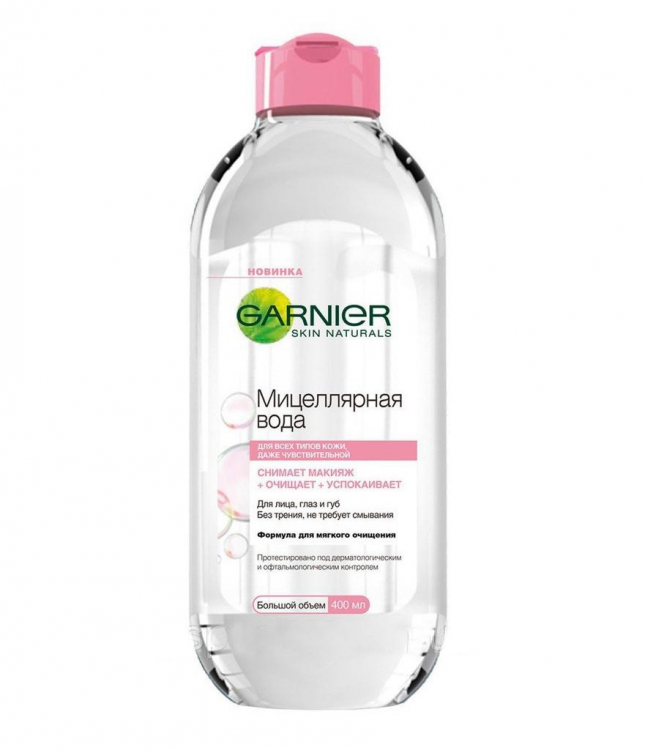 НОВИНКА
GARNIER
SKIN NATURALS
Мицеллярная
вода
ДЛЯ ВСЕХ ТИПОВ КОЖИ,
ДАЖЕ ЧУВСТВИТЕЛЬНОЙ
СНИМАЕТ МАКИЯЖ
+ ОЧИЩАЕТ + УСПОКАИВАЕТ
Для лица, глаз и губ
Без трения, не требует смывания
Формула для мягкого очищения
Протестировано под дерматологическим
и офтальмологическим контролем
Большой объем 400 мл